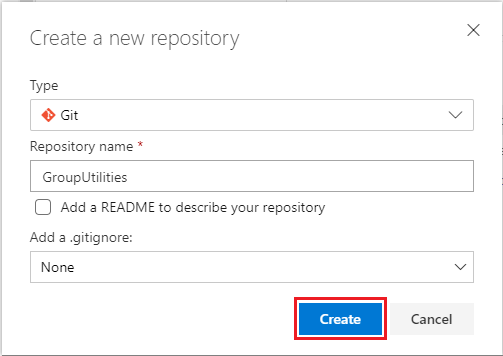 Create a new repository
Type
Git
Repository name *
GroupUtilities
Add a README to describe your repository
Add a .gitignore:
None
Create Cancel